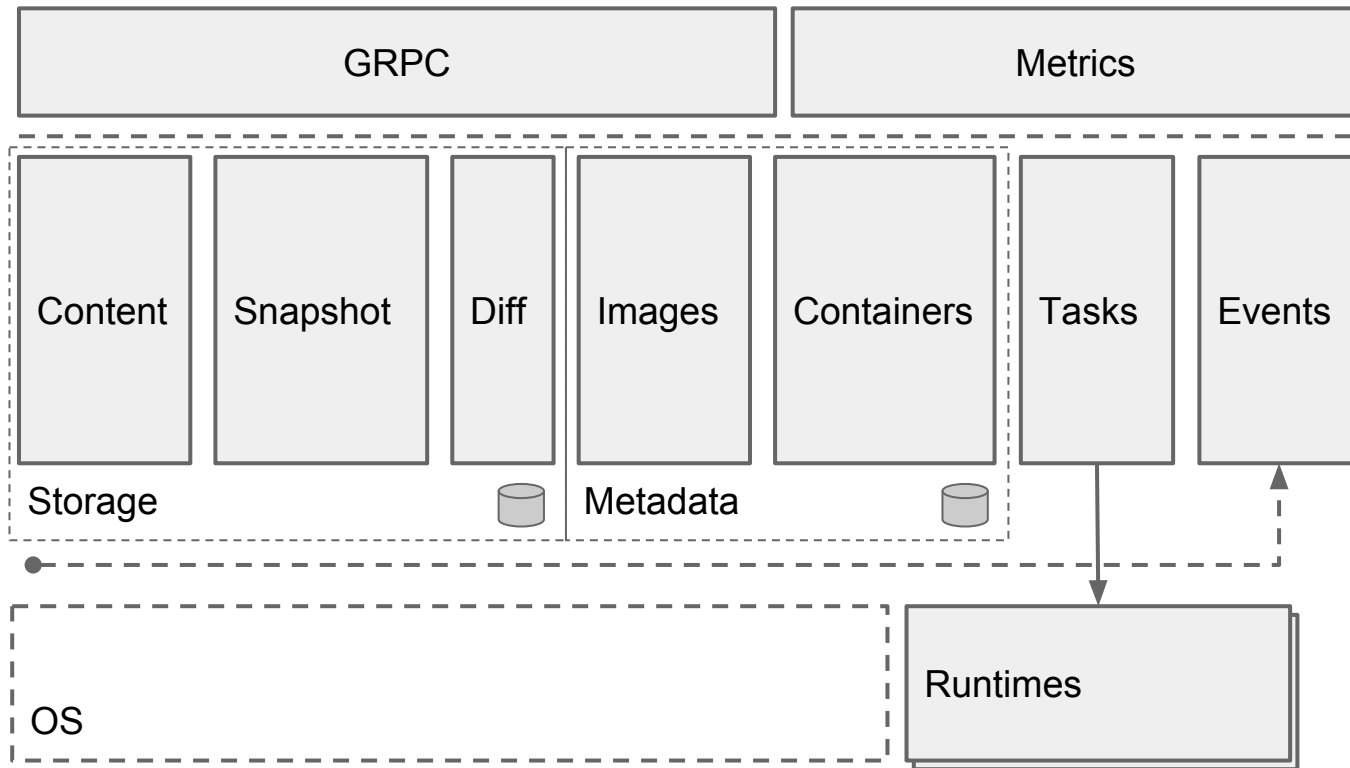 GRPC
Metrics
Content
Snapshot
Diff
Images
Containers
Tasks
Events
Storage
Metadata
OS
Runtimes